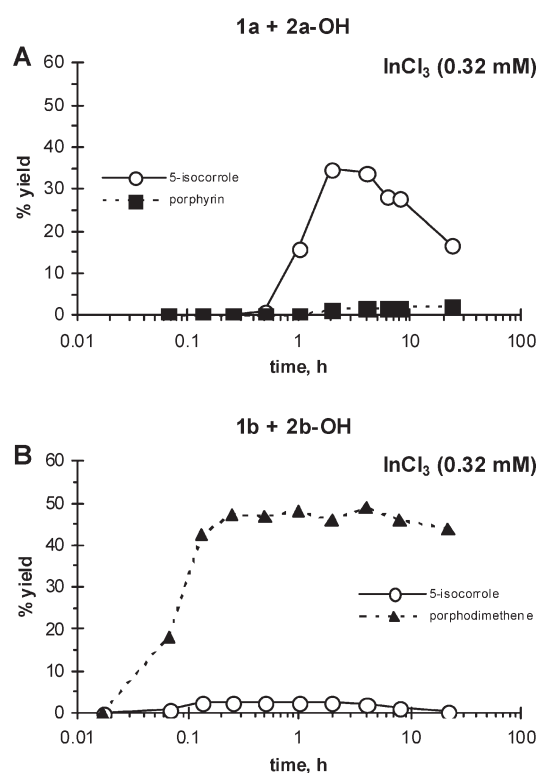 1a + 2a-OH
A
InCl3 (0.32 mM)
60
50
40
30
20
10
0
% yield
5-isocorrole
porphyrin
0.01
0.1
1
10
100
time, h
1b + 2b-OH
B
InCl3 (0.32 mM)
60
50
40
30
20
10
0
% yield
5-isocorrole
porphodimethene
0.01
0.1
1
10
100
time, h